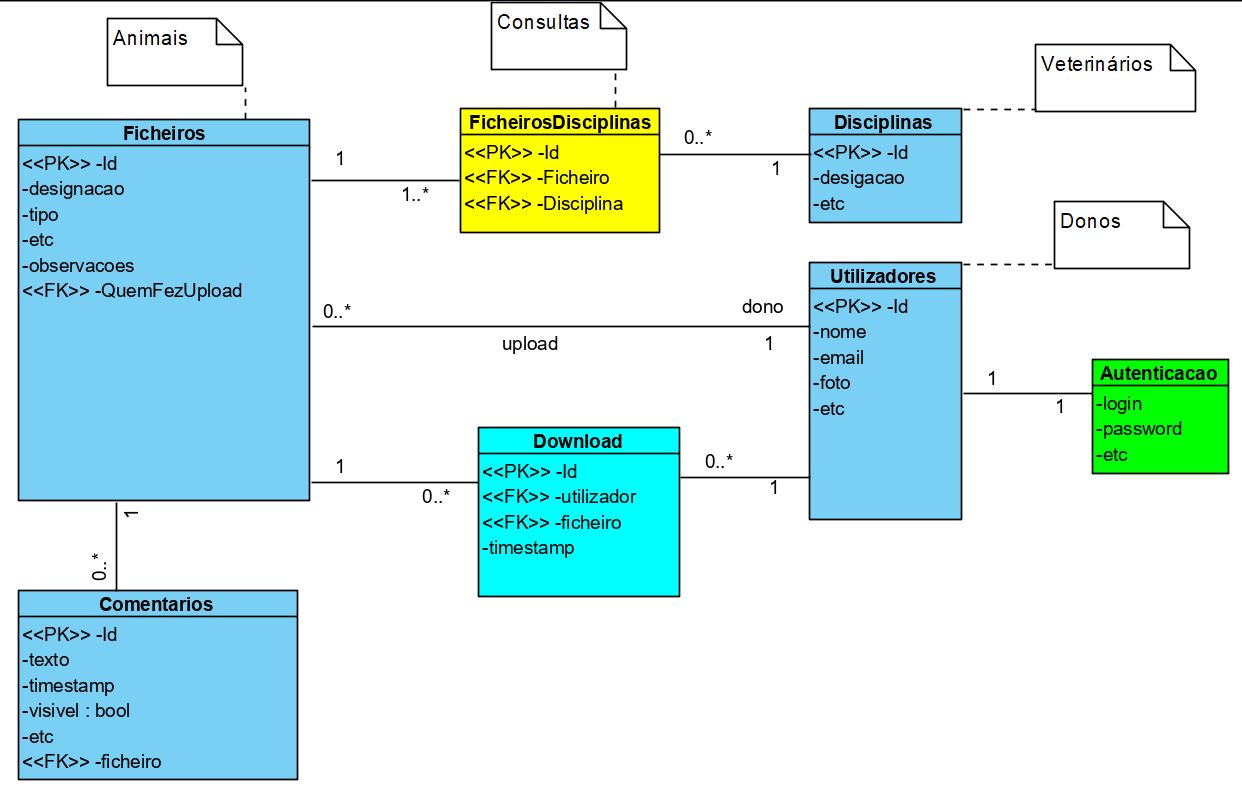 Animais
Consultas
Veterinários
Ficheiros
<<PK>> -Id
-designacao
-tipo
-etc
-observacoes
<<FK>> -QuemFezUpload
1
1..*
FicheirosDisciplinas
<<PK>> -Id
<<FK>> -Ficheiro
<<FK>> -Disciplina
0..*
1
Disciplinas
<<PK>> -Id
-desigacao
-etc
Donos
0..*
upload
dono
1
Utilizadores
<<PK>> -Id
-nome
-email
-foto
-etc
1
1
Autenticacao
-login
-password
-etc
1
0..*
Download
<<PK>> -Id
<<FK>> -utilizador
<<FK>> -ficheiro
-timestamp
0..*
1
1
0..*
Comentarios
<<PK>> -Id
-texto
-timestamp
-visivel : bool
-etc
<<FK>> -ficheiro